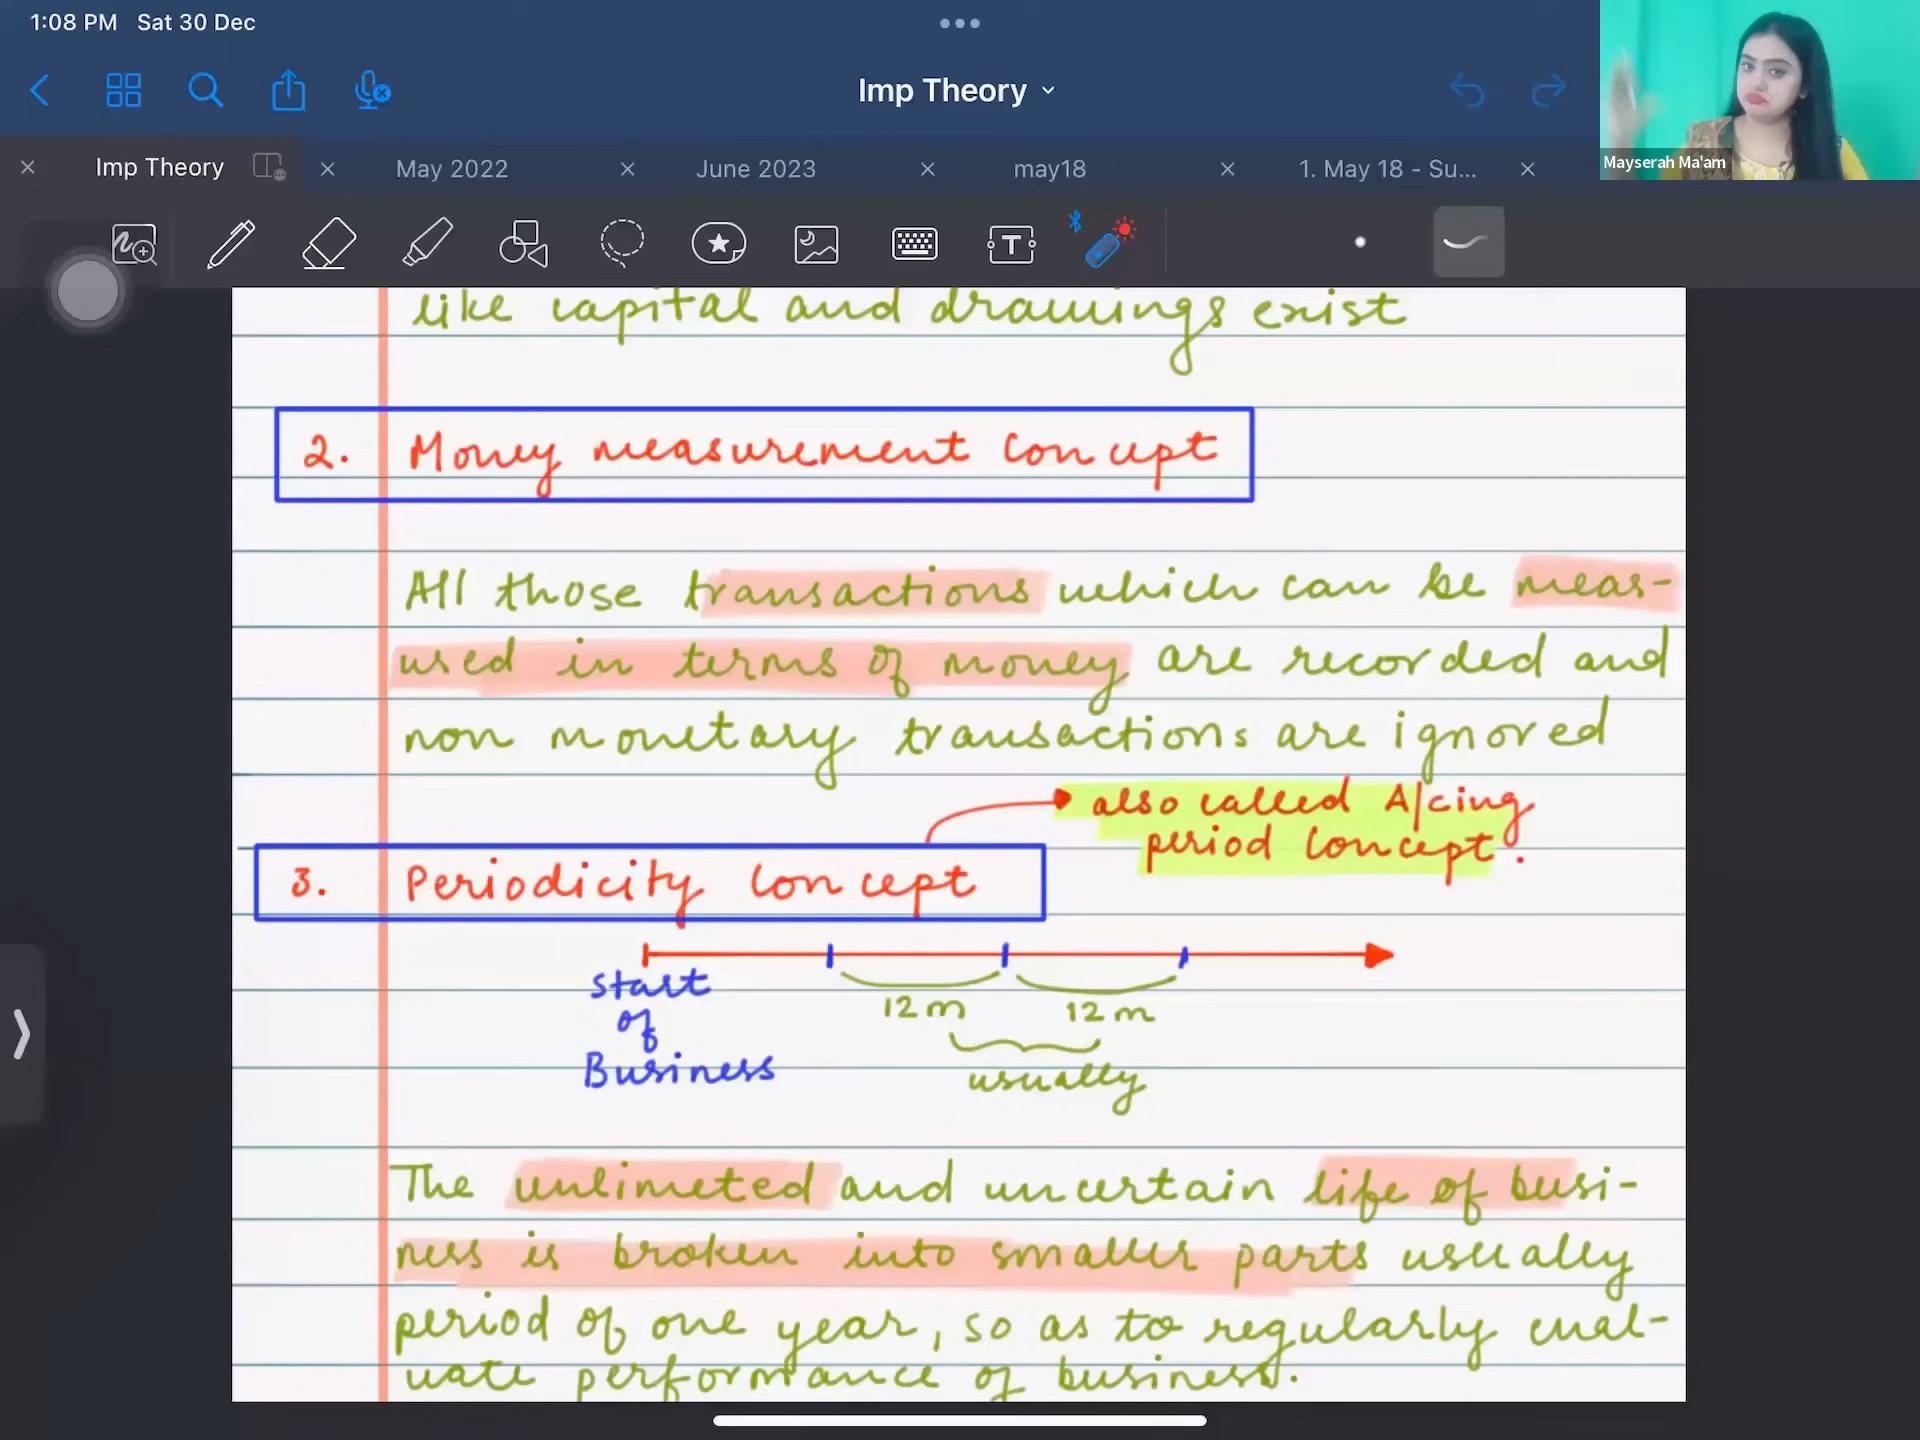 1:08 PM Sat 30 Dec
Imp Theory
Mayserah Ma'am
Imp Theory
May 2022
June 2023
may18
1. May 18 - Su...
T
like capital and drawings exist
2. Money measurement Concept
All those transactions which can be meas-
ured in terms of money are recorded and
non monetary transactions are ignored
also called A/cing
period Concept.
3. Periodicity Concept
Start
of
Business
12 m
12 m
usually
The unlimeted and uncertain life of busi-
ness is broken into smaller parts usually
period of one year, so as to regularly eval-
uate performance of business.